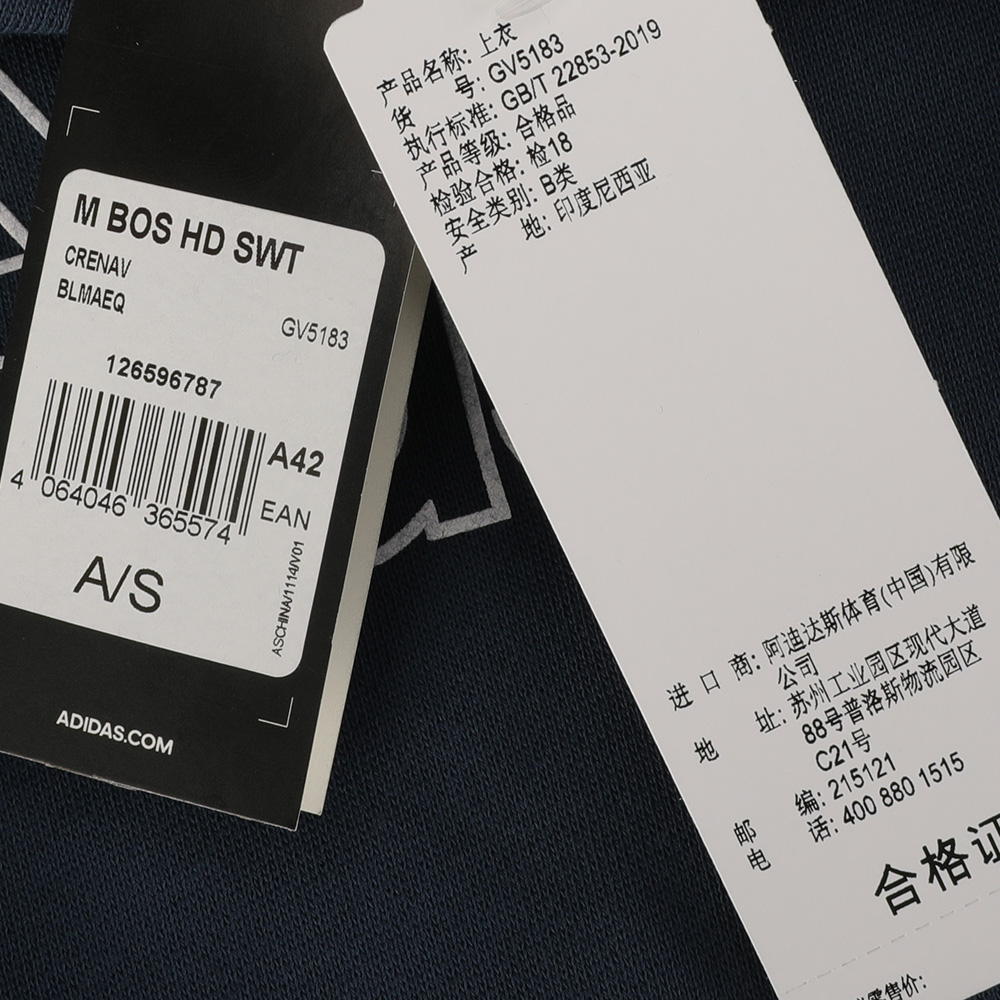 M BOS HD SWT
CRENAV
BLMAEQ
GV5183
126596787
A42
4 064046 365574
EAN
A/S
ASCHINA/1114/V01
ADIDAS.COM
产品名称: 上衣
货 号: GV5183
执行标准: GB/T 22853-2019
产品等级: 合格品
检验合格: 检18
安全类别: B类
产 地: 印度尼西亚
进 口 商: 阿迪达斯体育(中国)有限
公司
地 址: 苏州工业园区现代大道
88号普洛斯物流园区
C21号
邮 编: 215121
电 话: 400 880 1515
合格证
零售价: